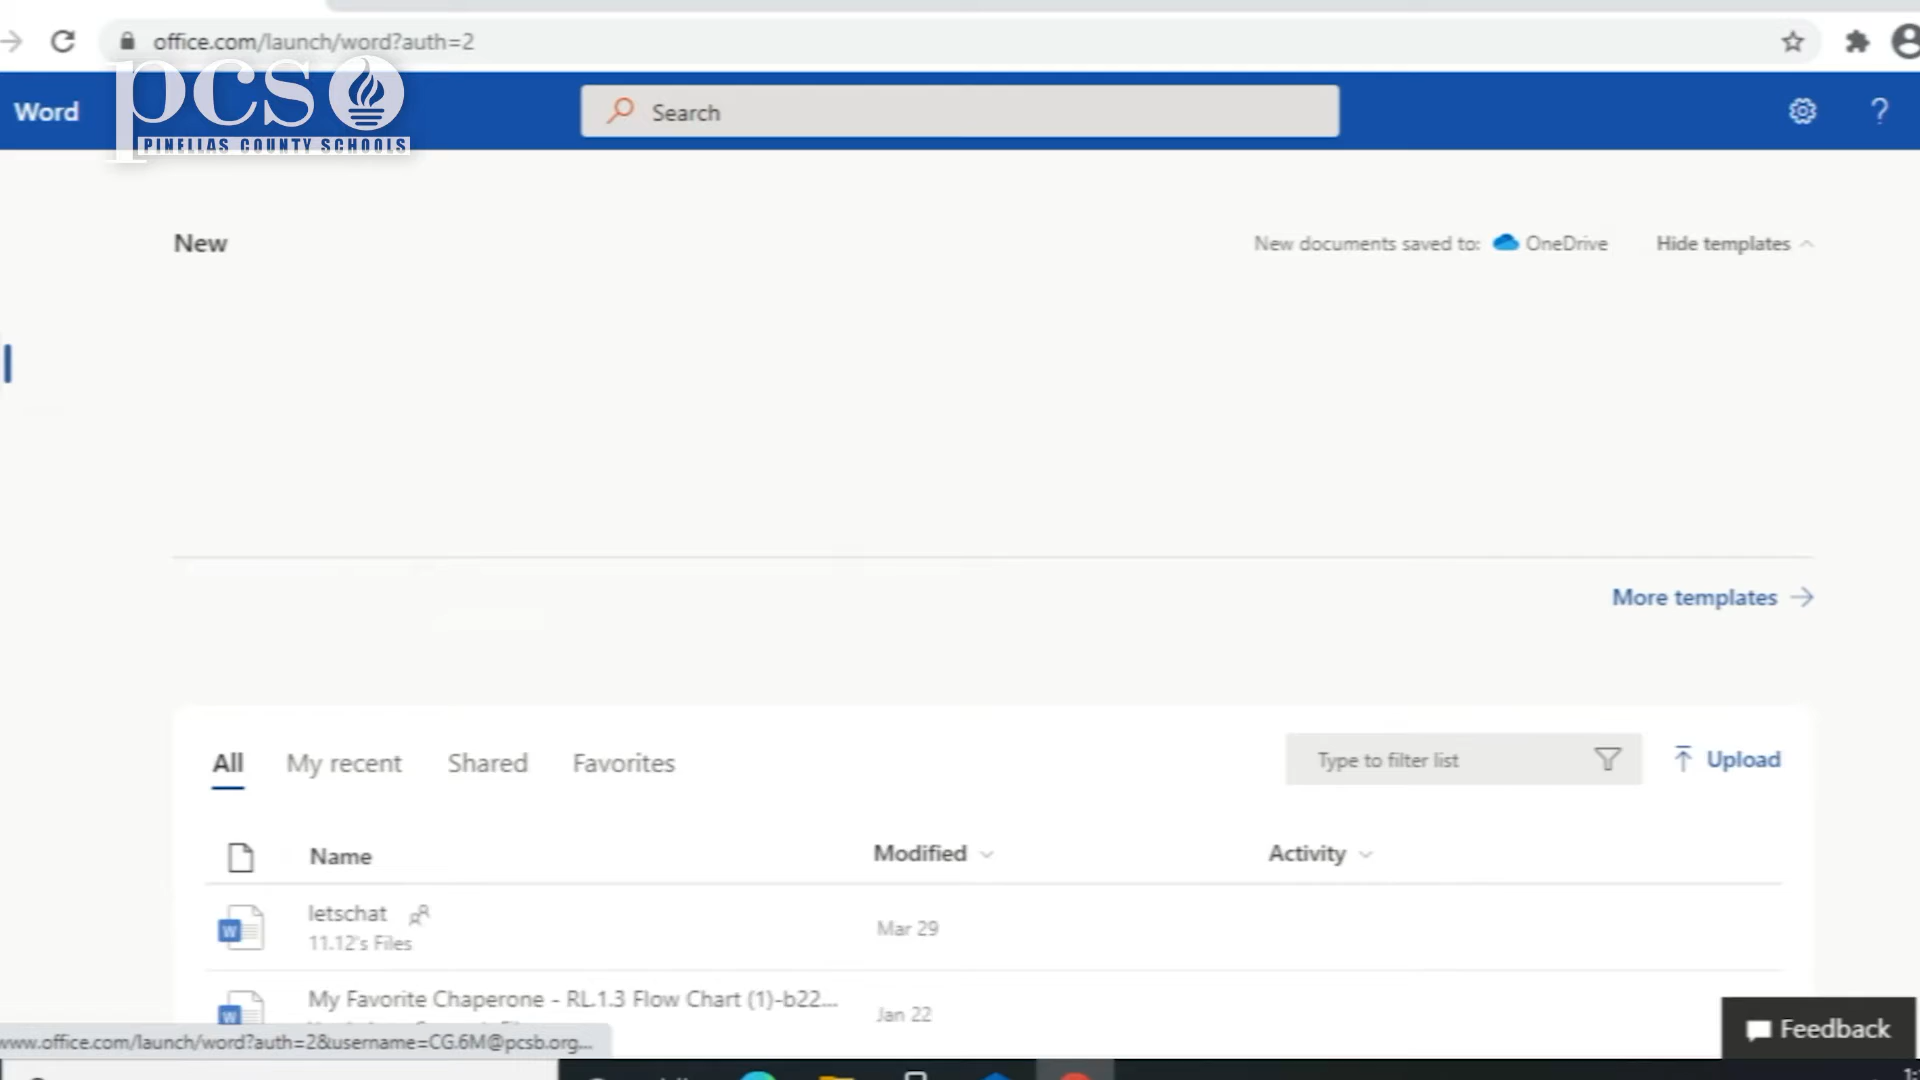 office.com/launch/word?auth=2
Word
pcs
PINELLAS COUNTY SCHOOLS
Search
New
New documents saved to: OneDrive
Hide templates
More templates
All My recent Shared Favorites
Type to filter list
Upload
Name Modified Activity
letschat
11.12's Files
Mar 29
My Favorite Chaperone - RL.1.3 Flow Chart (1)-b22...
Jan 22
www.office.com/launch/word?auth=2&username=CG.6M@pcsb.org...
Feedback